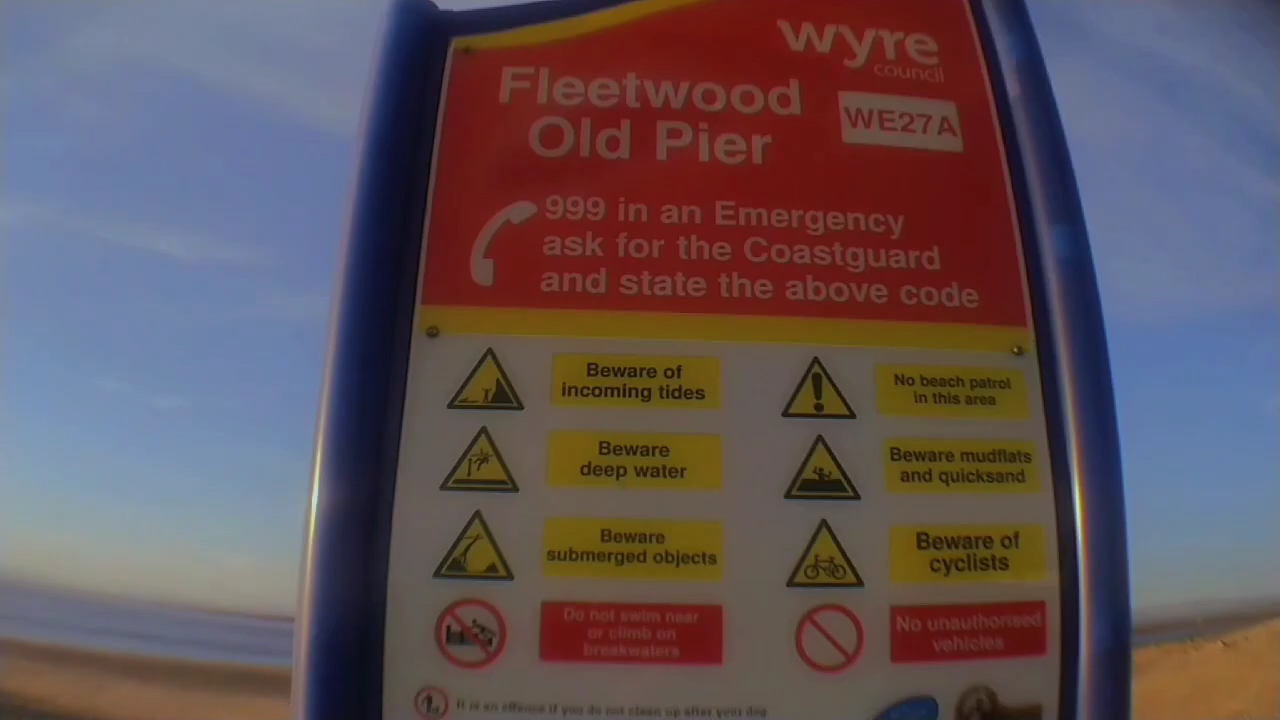 wyre
council
Fleetwood
Old Pier
WE27A
999 in an Emergency
ask for the Coastguard
and state the above code
Beware of
incoming tides
No beach patrol
in this area
Beware
deep water
Beware mudflats
and quicksand
Beware
submerged objects
Beware of
cyclists
Do not swim near
or climb on
breakwaters
No unauthorised
vehicles
It is an offence if you do not clean up after your dog